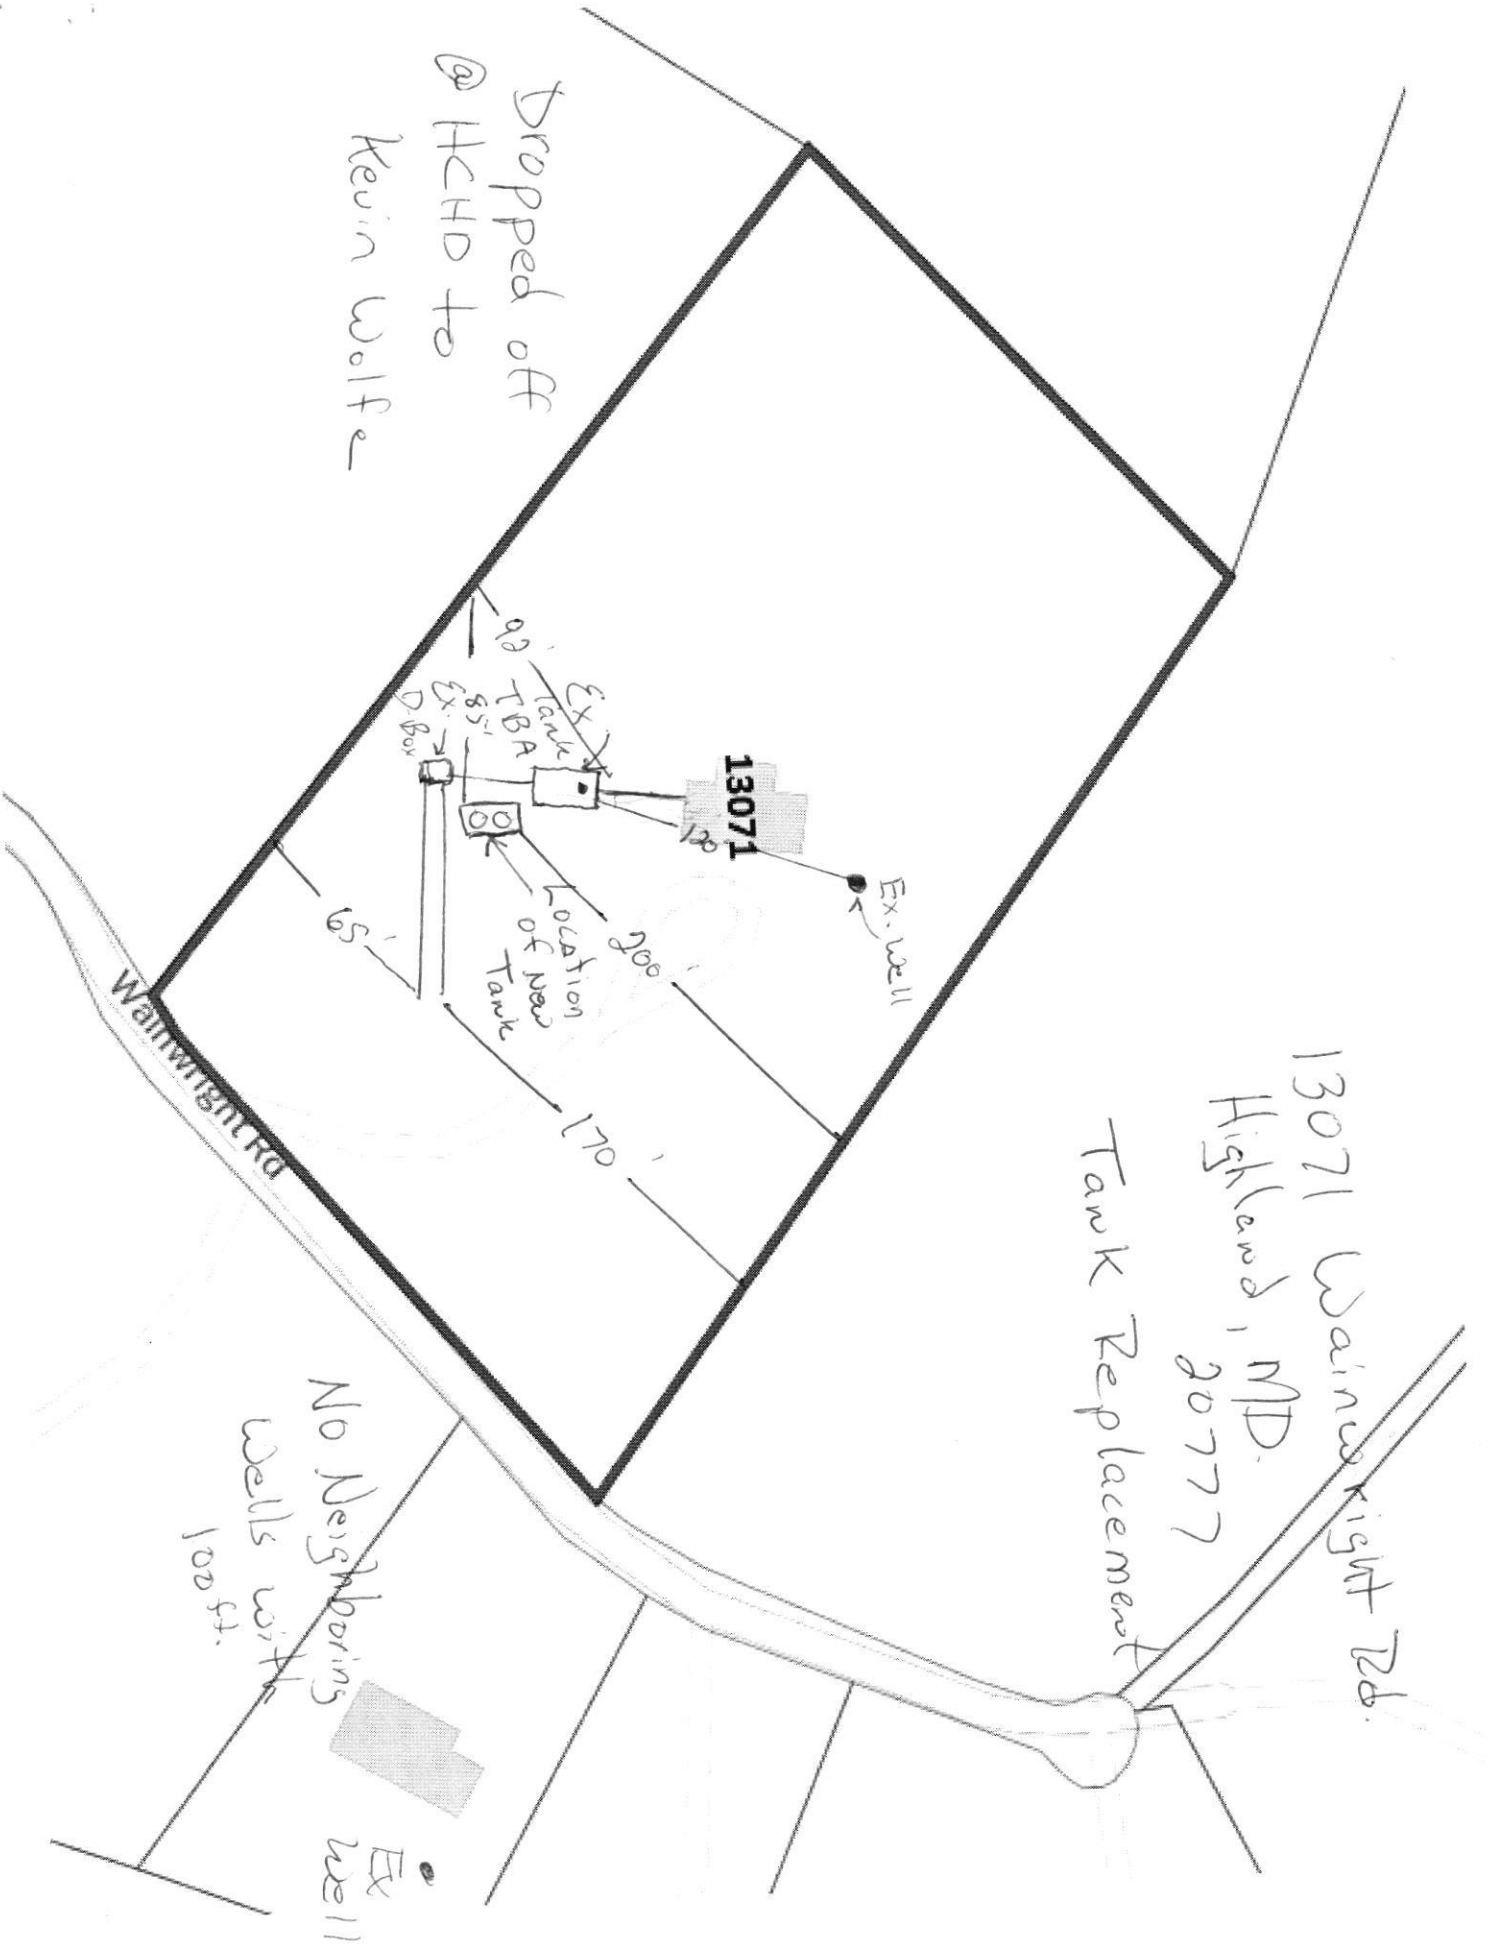 13071 Wainwright Rd.
Highland, MD.
20777
Tank Replacement
Dropped off
@ HCHD to
Kevin Wolfe
13071
Ex. Well
120
Ex
Tank
TBA
92'
85'
Ex.
D-Box
Location
of New
Tank
200'
65'
170'
Wainwright Rd
No Neighboring
Wells with
100 ft.
Ex
Well